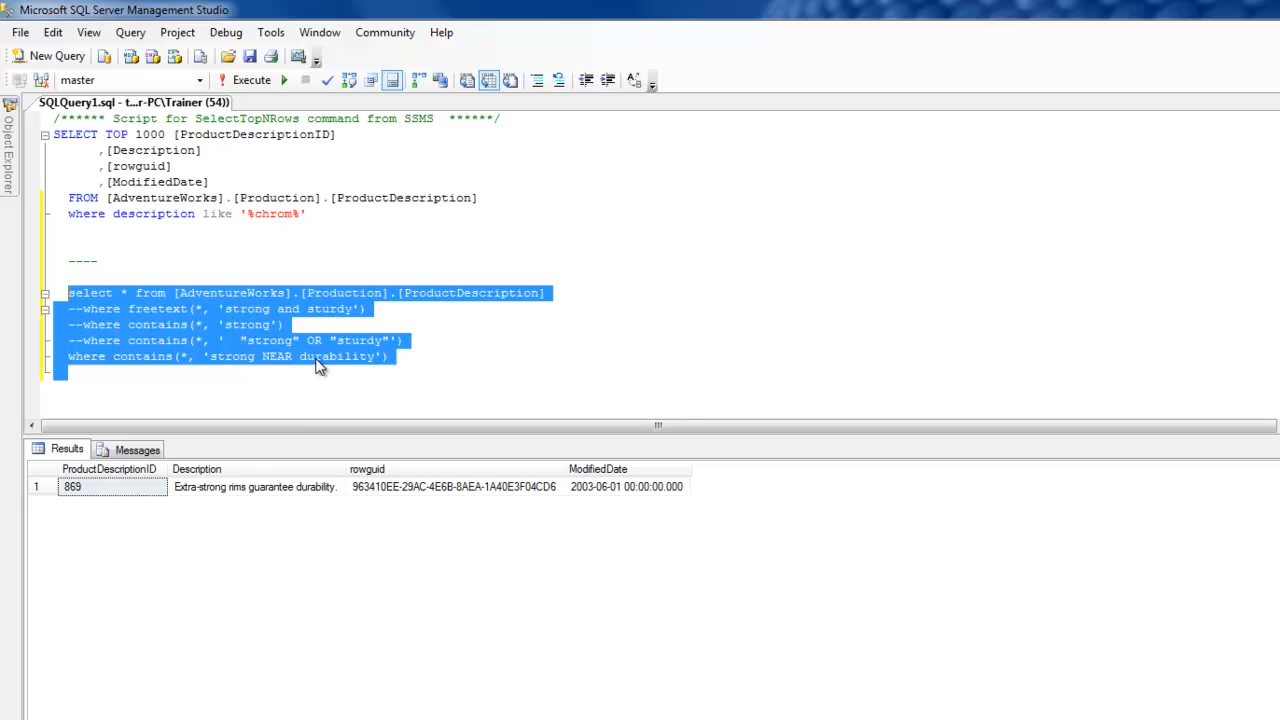 Microsoft SQL Server Management Studio
File Edit View Query Project Debug Tools Window Community Help
New Query
master Execute
SQLQuery1.sql - t...r-PC\Trainer (54))
Object Explorer
/****** Script for SelectTopNRows command from SSMS  ******/
SELECT TOP 1000 [ProductDescriptionID]
,[Description]
,[rowguid]
,[ModifiedDate]
FROM [AdventureWorks].[Production].[ProductDescription]
where description like '%chrom%'
----
select * from [AdventureWorks].[Production].[ProductDescription]
--where freetext(*, 'strong and sturdy')
--where contains(*, 'strong')
--where contains(*, '  "strong" OR "sturdy"')
where contains(*, 'strong NEAR durability')
Results Messages
ProductDescriptionID Description rowguid ModifiedDate
1 869 Extra-strong rims guarantee durability. 963410EE-29AC-4E6B-8AEA-1A40E3F04CD6 2003-06-01 00:00:00.000